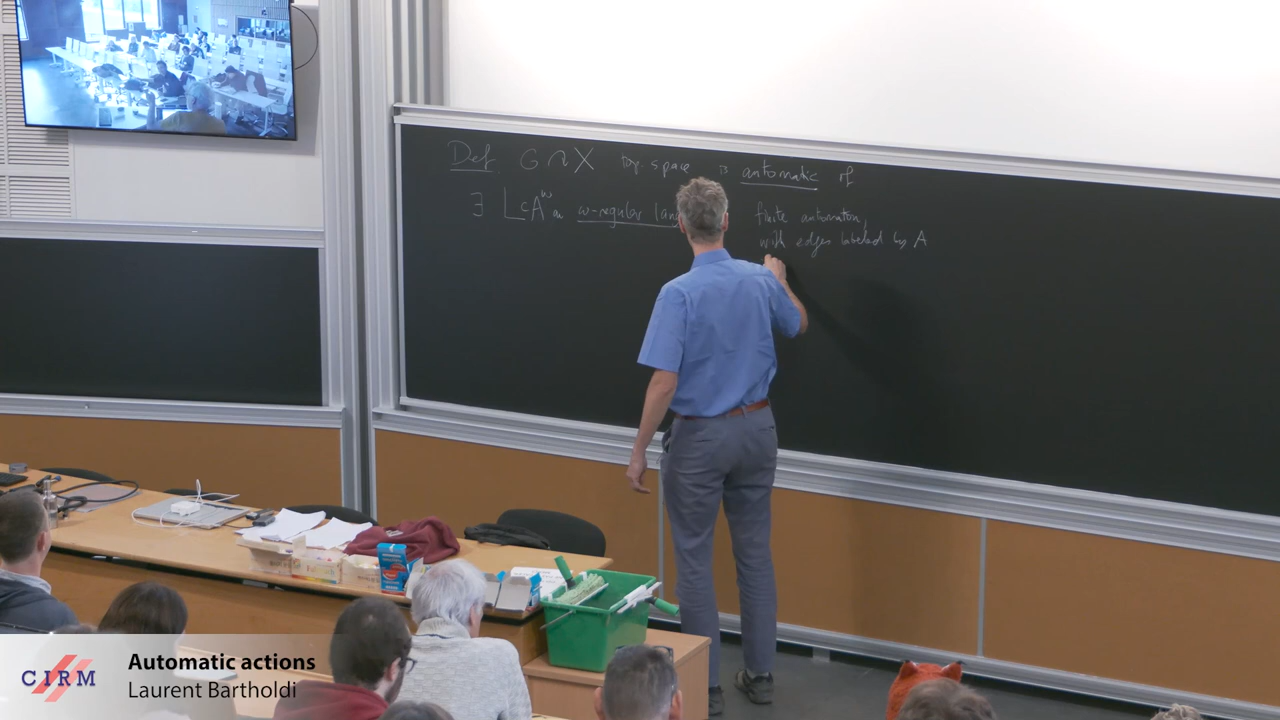 Def. G ↷ X top. space is automatic if
∃ L ⊂ A^ω an ω-regular lan
finite automaton,
with edges labeled by A
CIRM
Automatic actions
Laurent Bartholdi